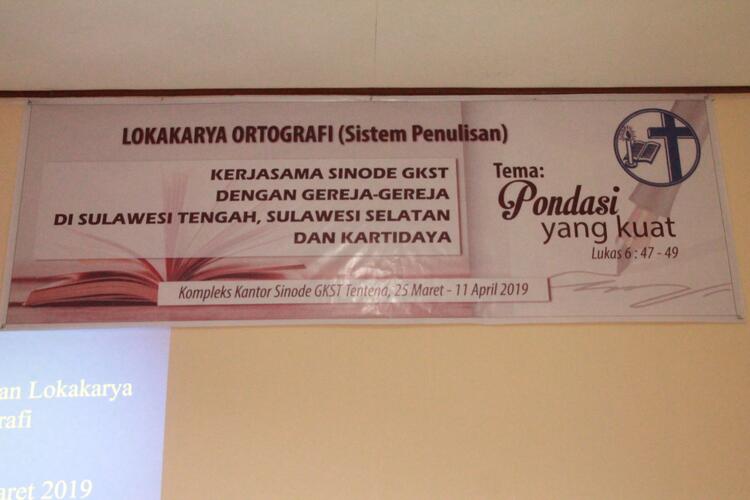 LOKAKARYA ORTOGRAFI (Sistem Penulisan)
KERJASAMA SINODE GKST
DENGAN GEREJA-GEREJA
DI SULAWESI TENGAH, SULAWESI SELATAN
DAN KARTIDAYA
Tema:
Pondasi
yang kuat
Lukas 6 : 47 - 49
Kompleks Kantor Sinode GKST Tentena, 25 Maret - 11 April 2019
an Lokakarya
rafi
aret 2019